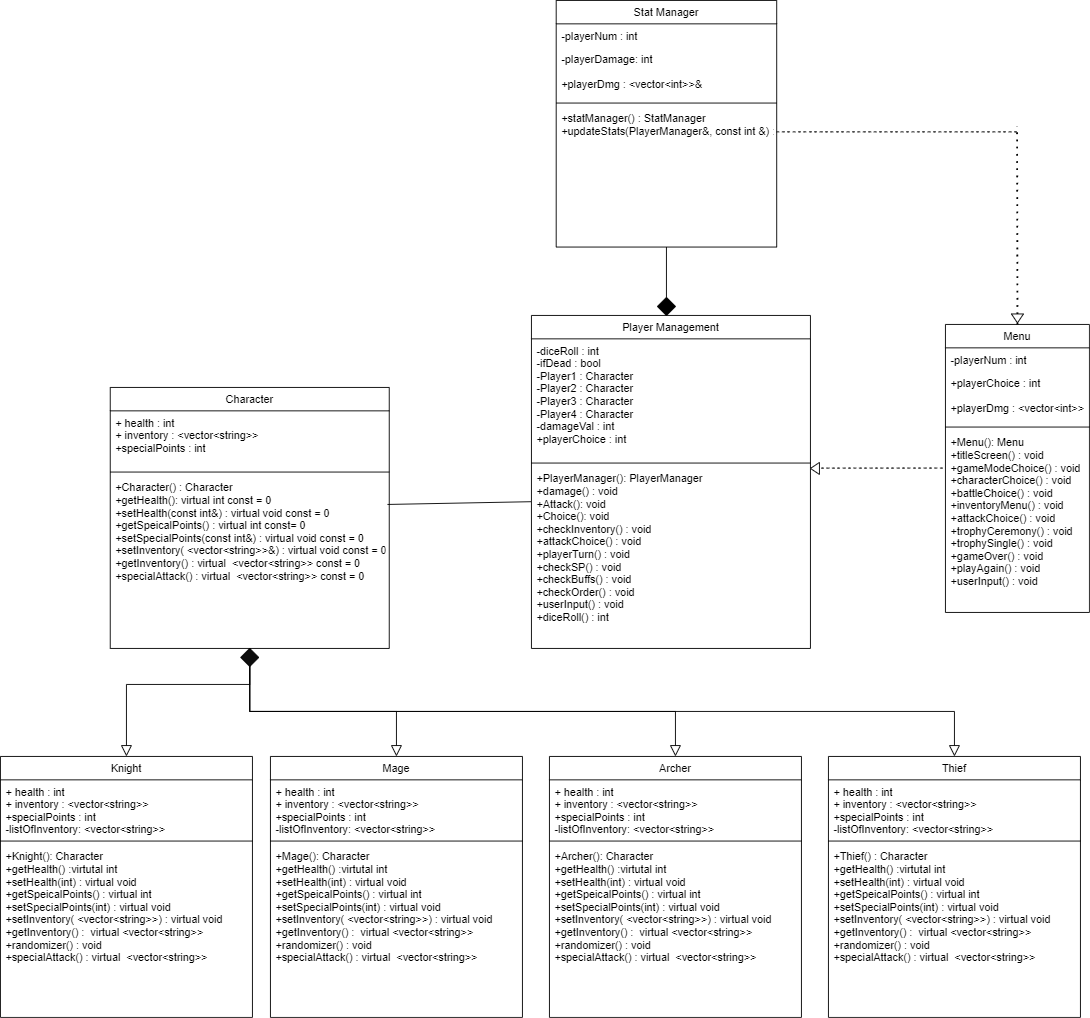 Stat Manager
-playerNum : int
-playerDamage: int
+playerDmg : <vector<int>>&
+statManager() : StatManager
+updateStats(PlayerManager&, const int &) :
Player Management
-diceRoll : int
-ifDead : bool
-Player1 : Character
-Player2 : Character
-Player3 : Character
-Player4 : Character
-damageVal : int
+playerChoice : int
+PlayerManager(): PlayerManager
+damage() : void
+Attack(): void
+Choice(): void
+checkInventory() : void
+attackChoice() : void
+playerTurn() : void
+checkSP() : void
+checkBuffs() : void
+checkOrder() : void
+userInput() : void
+diceRoll() : int
Menu
-playerNum : int
+playerChoice : int
+playerDmg : <vector<int>>
+Menu(): Menu
+titleScreen() : void
+gameModeChoice() : void
+characterChoice() : void
+battleChoice() : void
+inventoryMenu() : void
+attackChoice() : void
+trophyCeremony() : void
+trophySingle() : void
+gameOver() : void
+playAgain() : void
+userInput() : void
Character
+ health : int
+ inventory : <vector<string>>
+specialPoints : int
+Character() : Character
+getHealth(): virtual int const = 0
+setHealth(const int&) : virtual void const = 0
+getSpeicalPoints() : virtual int const= 0
+setSpecialPoints(const int&) : virtual void const = 0
+setInventory( <vector<string>>&) : virtual void const = 0
+getInventory() : virtual <vector<string>> const = 0
+specialAttack() : virtual <vector<string>> const = 0
Knight
+ health : int
+ inventory : <vector<string>>
+specialPoints : int
-listOfInventory: <vector<string>>
+Knight(): Character
+getHealth() :virtutal int
+setHealth(int) : virtual void
+getSpeicalPoints() : virtual int
+setSpecialPoints(int) : virtual void
+setInventory( <vector<string>>) : virtual void
+getInventory() : virtual <vector<string>>
+randomizer() : void
+specialAttack() : virtual <vector<string>>
Mage
+ health : int
+ inventory : <vector<string>>
+specialPoints : int
-listOfInventory: <vector<string>>
+Mage(): Character
+getHealth() :virtutal int
+setHealth(int) : virtual void
+getSpeicalPoints() : virtual int
+setSpecialPoints(int) : virtual void
+setInventory( <vector<string>>) : virtual void
+getInventory() : virtual <vector<string>>
+randomizer() : void
+specialAttack() : virtual <vector<string>>
Archer
+ health : int
+ inventory : <vector<string>>
+specialPoints : int
-listOfInventory: <vector<string>>
+Archer(): Character
+getHealth() :virtutal int
+setHealth(int) : virtual void
+getSpeicalPoints() : virtual int
+setSpecialPoints(int) : virtual void
+setInventory( <vector<string>>) : virtual void
+getInventory() : virtual <vector<string>>
+randomizer() : void
+specialAttack() : virtual <vector<string>>
Thief
+ health : int
+ inventory : <vector<string>>
+specialPoints : int
-listOfInventory: <vector<string>>
+Thief() : Character
+getHealth() :virtutal int
+setHealth(int) : virtual void
+getSpeicalPoints() : virtual int
+setSpecialPoints(int) : virtual void
+setInventory( <vector<string>>) : virtual void
+getInventory() : virtual <vector<string>>
+randomizer() : void
+specialAttack() : virtual <vector<string>>